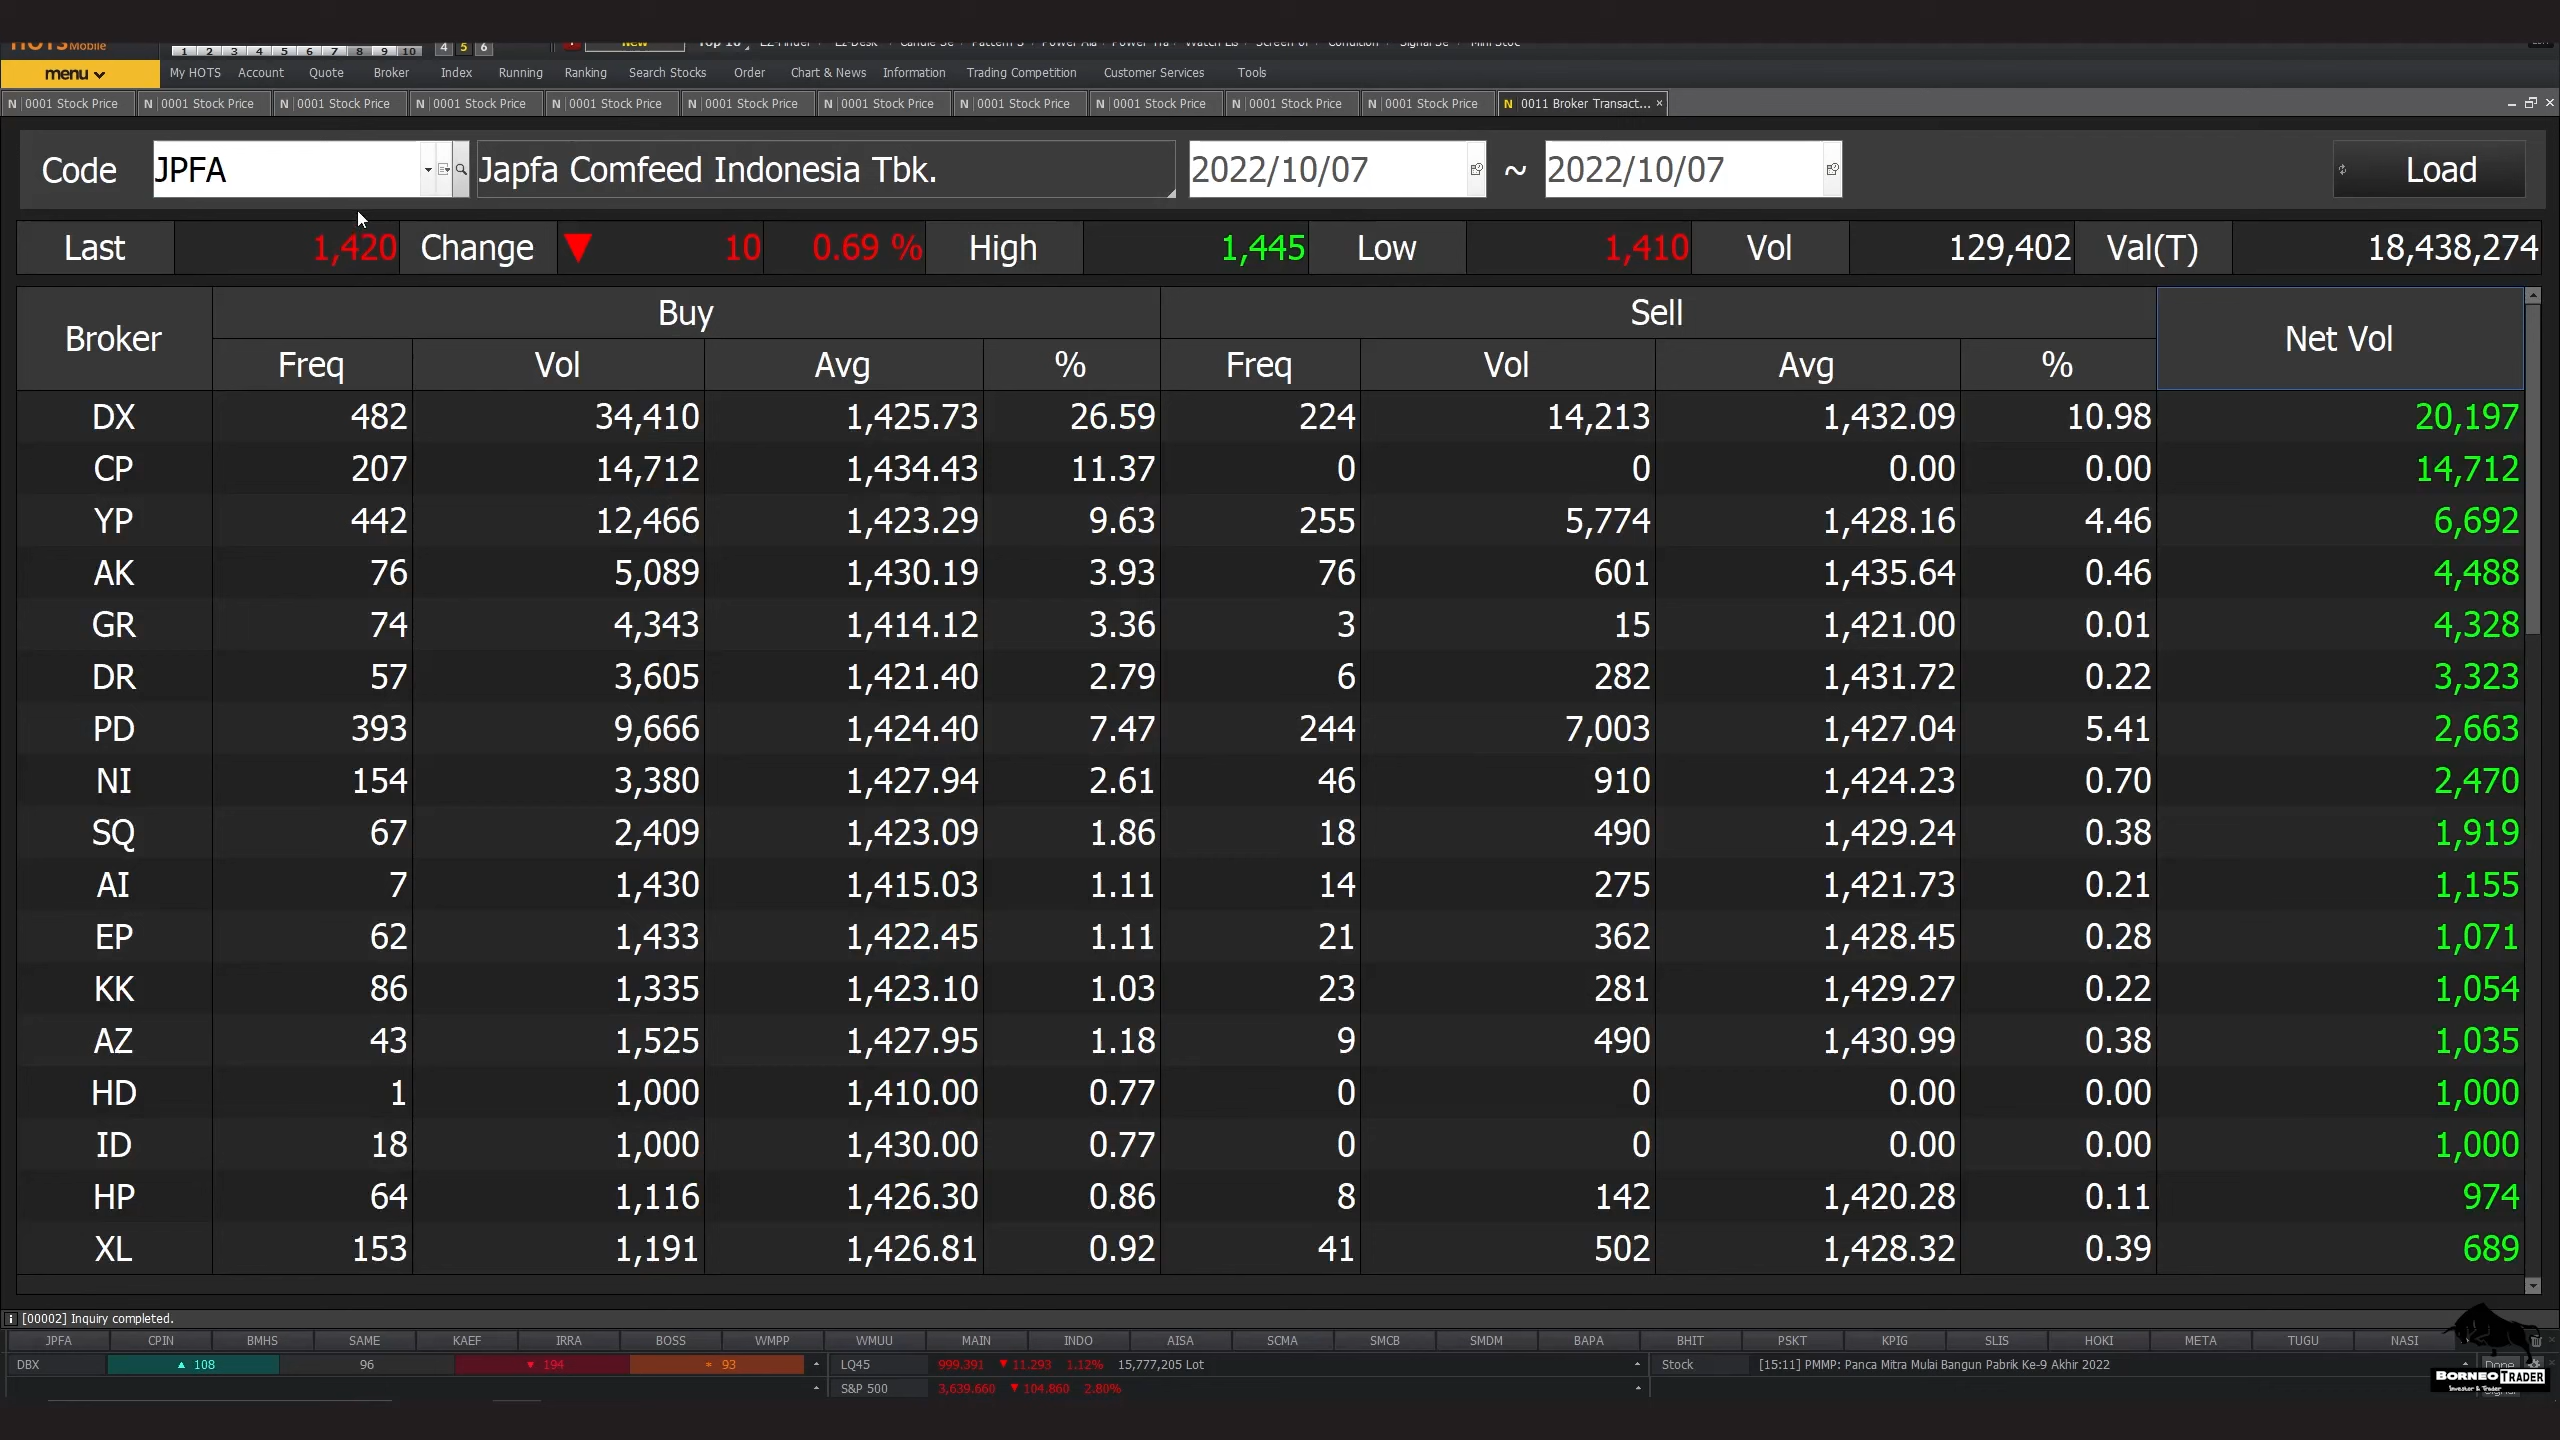 HOTS Mobile
1 2 3 4 5 6 7 8 9 10 4 5 6 New
menu My HOTS Account Quote Broker Index Running Ranking Search Stocks Order Chart & News Information Trading Competition Customer Services Tools
N 0001 Stock Price N 0001 Stock Price N 0001 Stock Price N 0001 Stock Price N 0001 Stock Price N 0001 Stock Price N 0001 Stock Price N 0001 Stock Price N 0001 Stock Price N 0001 Stock Price N 0001 Stock Price N 0011 Broker Transact... ×
Code JPFA Japfa Comfeed Indonesia Tbk. 2022/10/07 ~ 2022/10/07 Load
Last 1,420 Change ▼ 10 0.69 % High 1,445 Low 1,410 Vol 129,402 Val(T) 18,438,274
Broker Buy Sell Net Vol
Freq Vol Avg % Freq Vol Avg %
DX 482 34,410 1,425.73 26.59 224 14,213 1,432.09 10.98 20,197
CP 207 14,712 1,434.43 11.37 0 0 0.00 0.00 14,712
YP 442 12,466 1,423.29 9.63 255 5,774 1,428.16 4.46 6,692
AK 76 5,089 1,430.19 3.93 76 601 1,435.64 0.46 4,488
GR 74 4,343 1,414.12 3.36 3 15 1,421.00 0.01 4,328
DR 57 3,605 1,421.40 2.79 6 282 1,431.72 0.22 3,323
PD 393 9,666 1,424.40 7.47 244 7,003 1,427.04 5.41 2,663
NI 154 3,380 1,427.94 2.61 46 910 1,424.23 0.70 2,470
SQ 67 2,409 1,423.09 1.86 18 490 1,429.24 0.38 1,919
AI 7 1,430 1,415.03 1.11 14 275 1,421.73 0.21 1,155
EP 62 1,433 1,422.45 1.11 21 362 1,428.45 0.28 1,071
KK 86 1,335 1,423.10 1.03 23 281 1,429.27 0.22 1,054
AZ 43 1,525 1,427.95 1.18 9 490 1,430.99 0.38 1,035
HD 1 1,000 1,410.00 0.77 0 0 0.00 0.00 1,000
ID 18 1,000 1,430.00 0.77 0 0 0.00 0.00 1,000
HP 64 1,116 1,426.30 0.86 8 142 1,420.28 0.11 974
XL 153 1,191 1,426.81 0.92 41 502 1,428.32 0.39 689
[00002] Inquiry completed.
JPFA CPIN BMHS SAME KAEF IRRA BOSS WMPP WMUU MAIN INDO AISA SCMA SMCB SMDM BAPA BHIT PSKT KPIG SLIS HOKI META TUGU NASI
DBX ▲ 108 96 ▼ 194 93 LQ45 999.391 ▼ 11.293 1.12% 15,777,205 Lot Stock [15:11] PMMP: Panca Mitra Mulai Bangun Pabrik Ke-9 Akhir 2022 Done
S&P 500 3,639.660 ▼ 104.860 2.80%
BORNEO TRADER
Investor & Trader